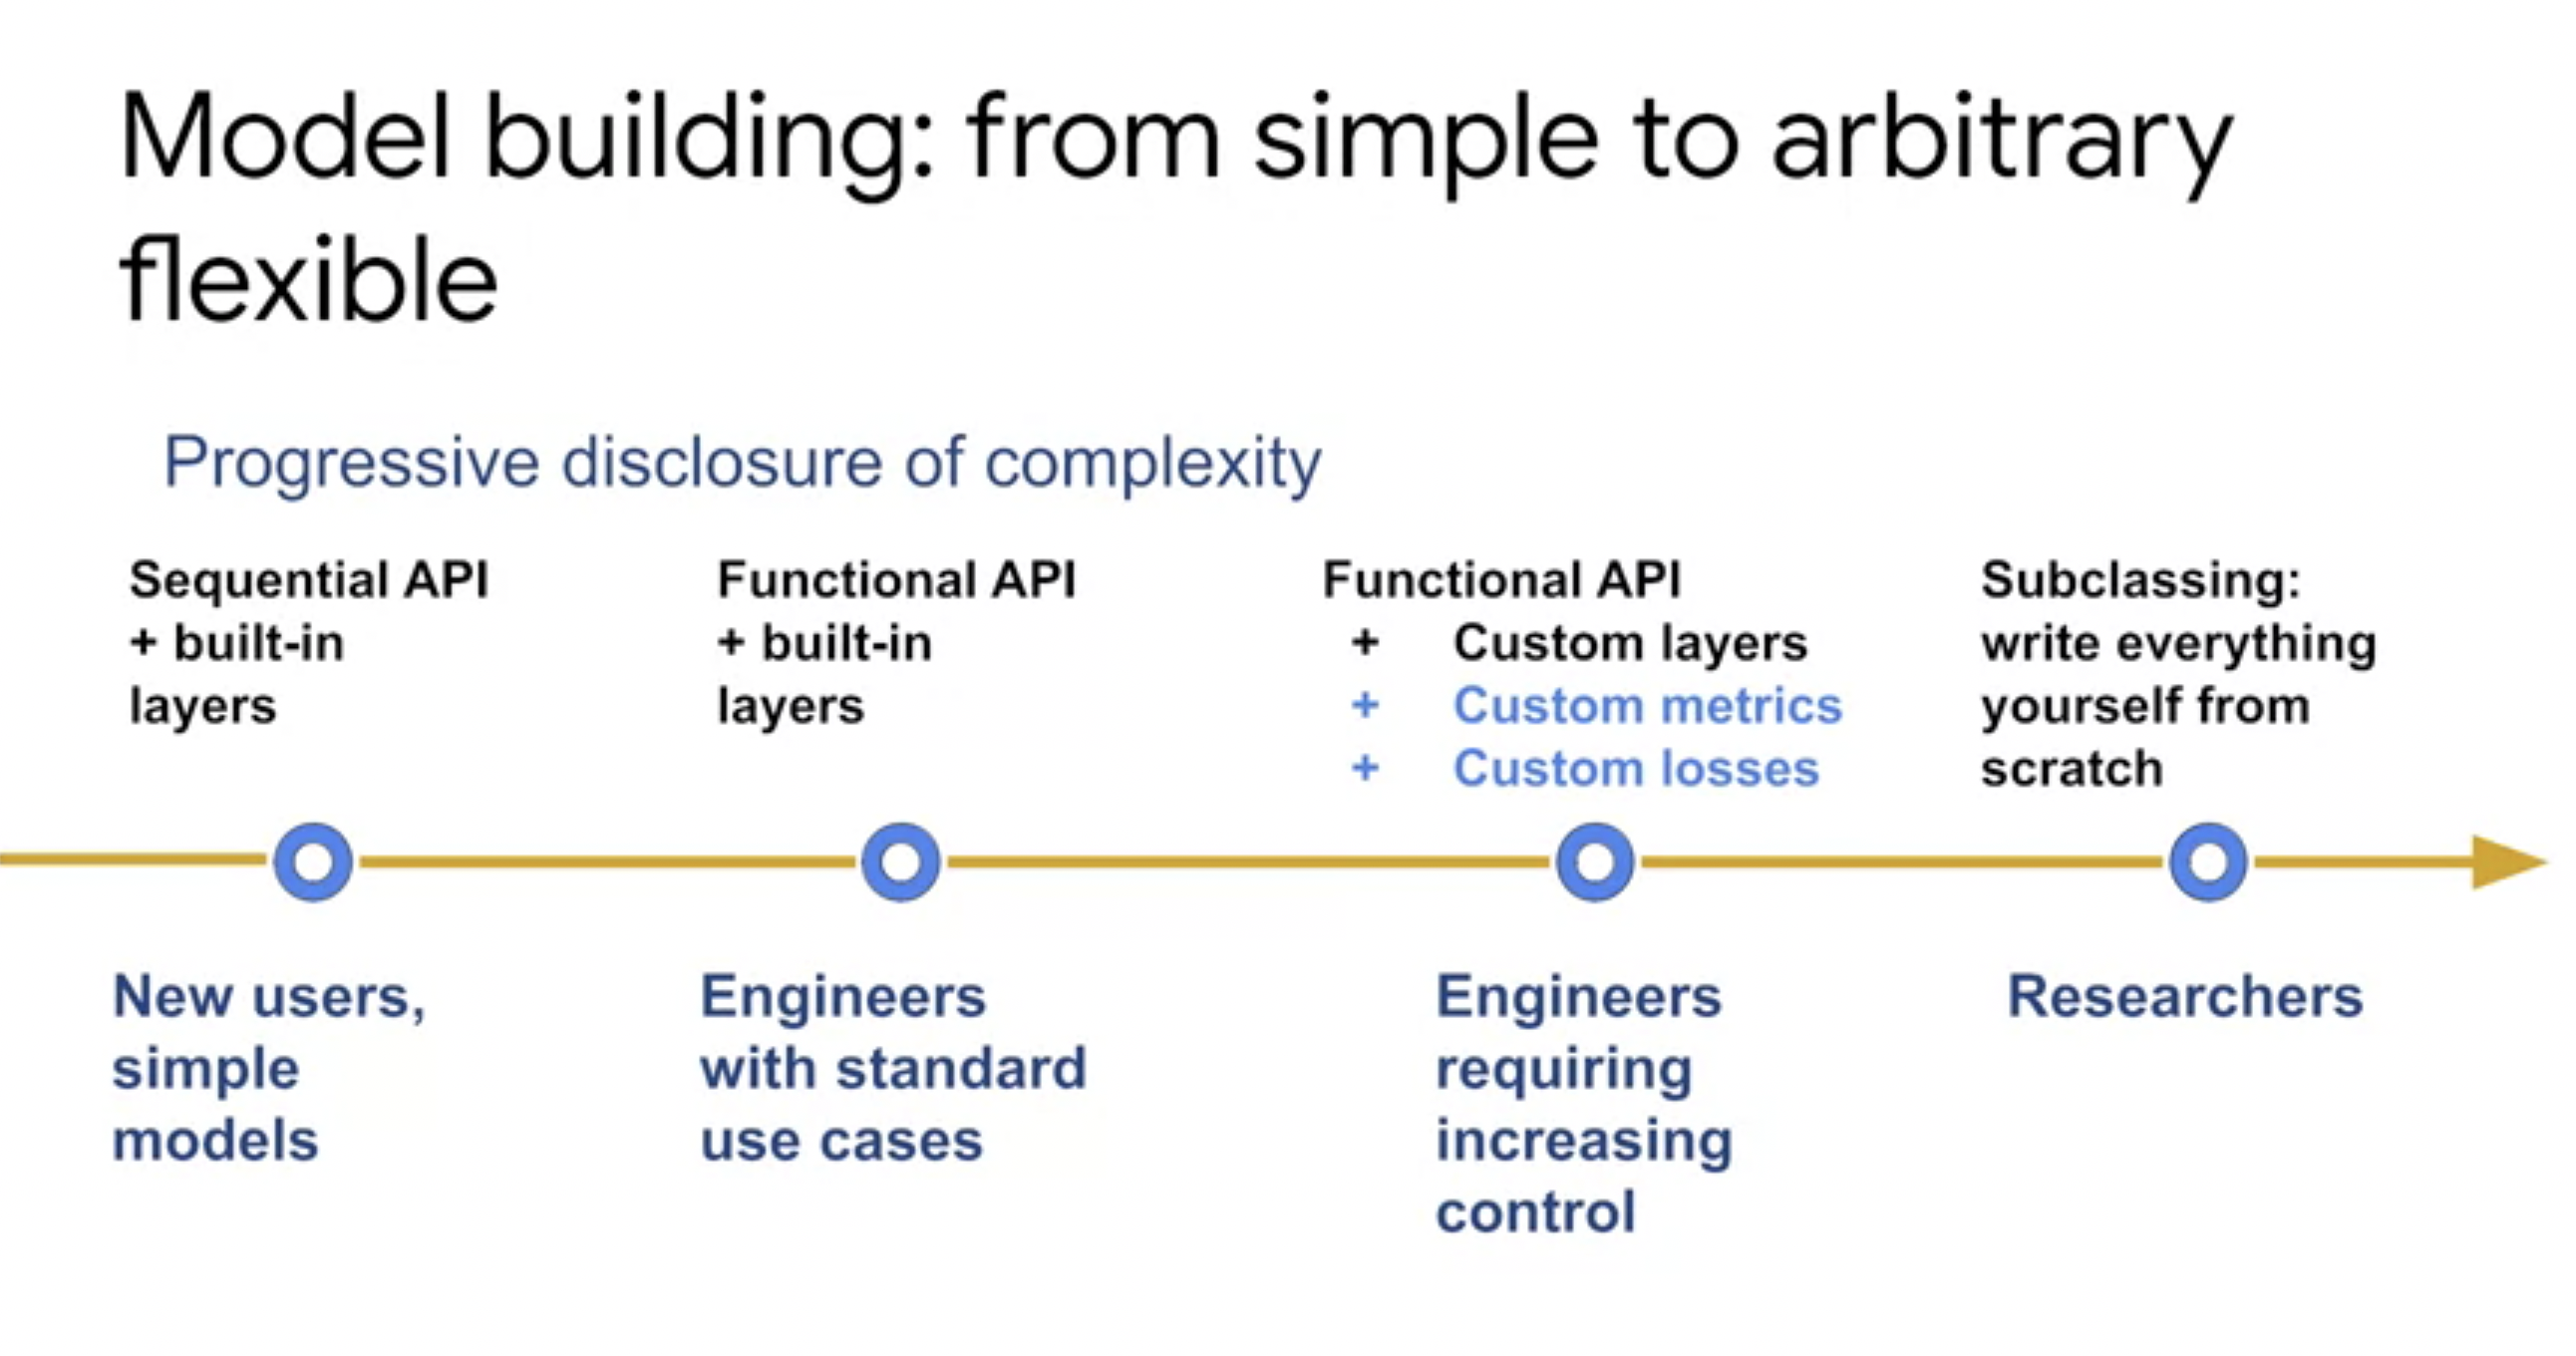 Model building: from simple to arbitrary
flexible
Progressive disclosure of complexity
Sequential API
+ built-in
layers
Functional API
+ built-in
layers
Functional API
+ Custom layers
+ Custom metrics
+ Custom losses
Subclassing:
write everything
yourself from
scratch
New users,
simple
models
Engineers
with standard
use cases
Engineers
requiring
increasing
control
Researchers